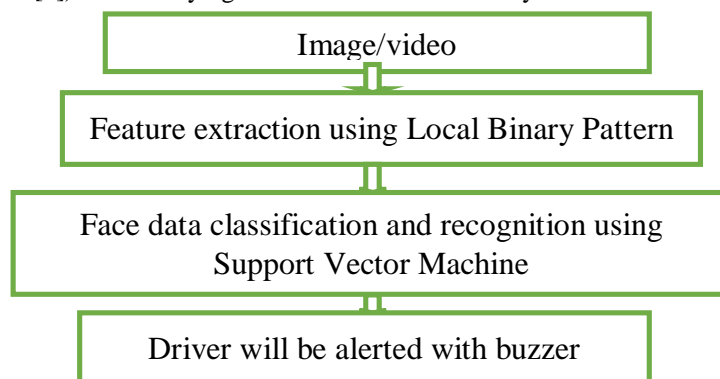 Image/video
Feature extraction using Local Binary Pattern
Face data classification and recognition using
Support Vector Machine
Driver will be alerted with buzzer